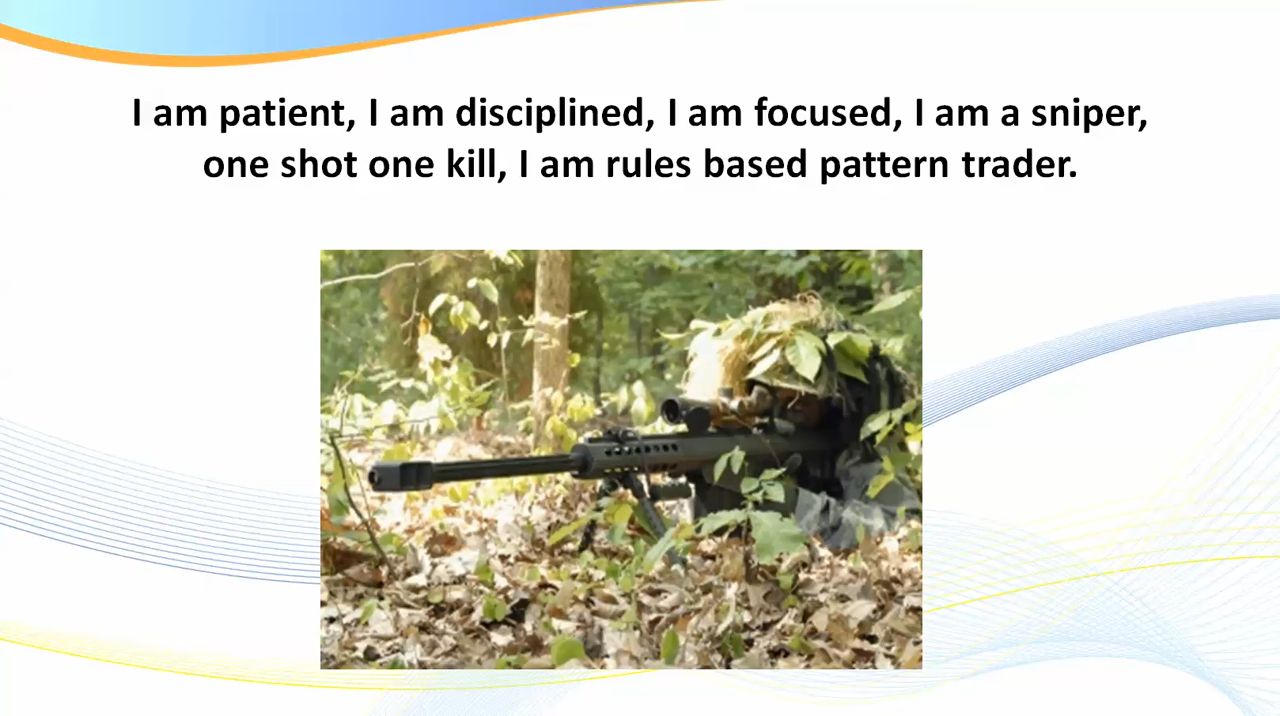 I am patient, I am disciplined, I am focused, I am a sniper,
one shot one kill, I am rules based pattern trader.